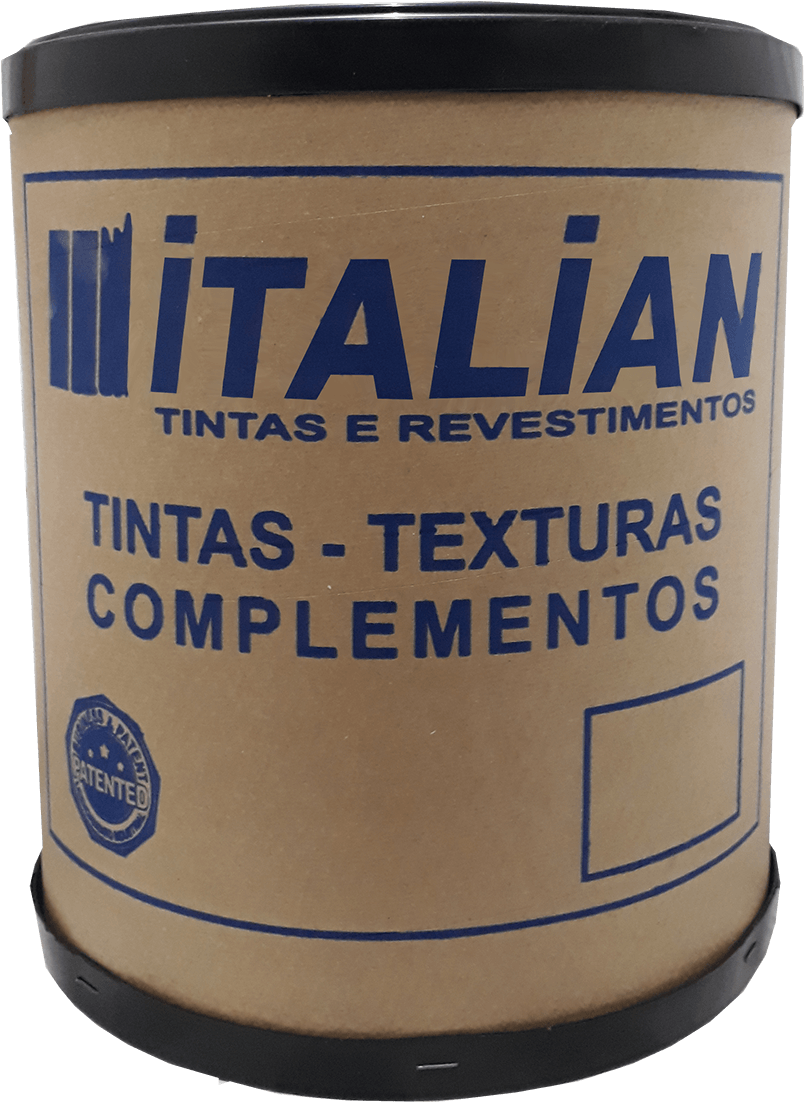 iTALiAN
TINTAS E REVESTIMENTOS
TINTAS - TEXTURAS
COMPLEMENTOS
PATENTED